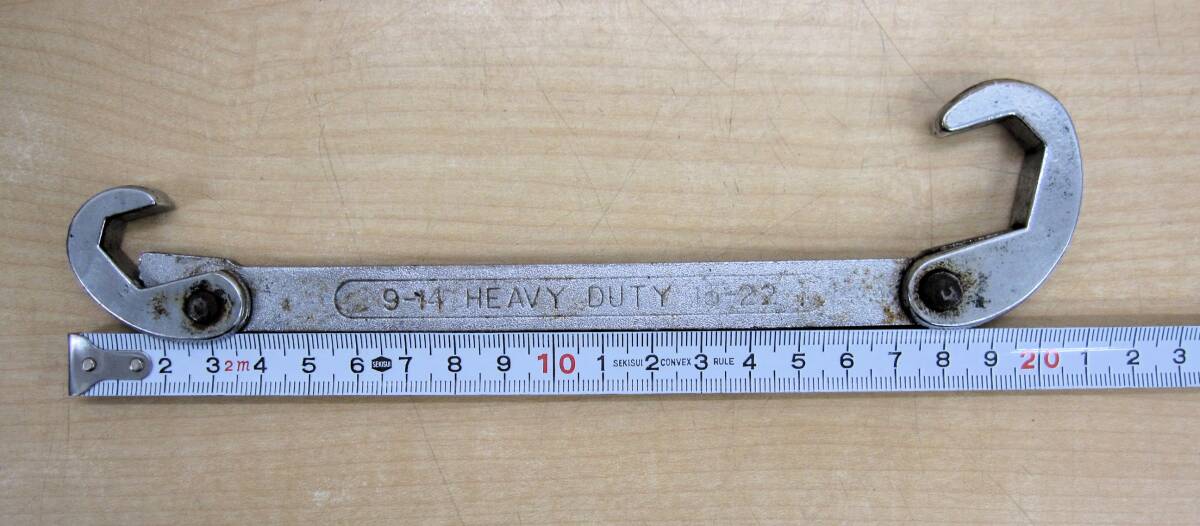 9-14 HEAVY DUTY 15-22
2 3 2m 4 5 6 SEKISUI 7 8 9 10 1 SEKISUI 2 CONVEX 3 RULE 4 5 6 7 8 9 20 1 2 3